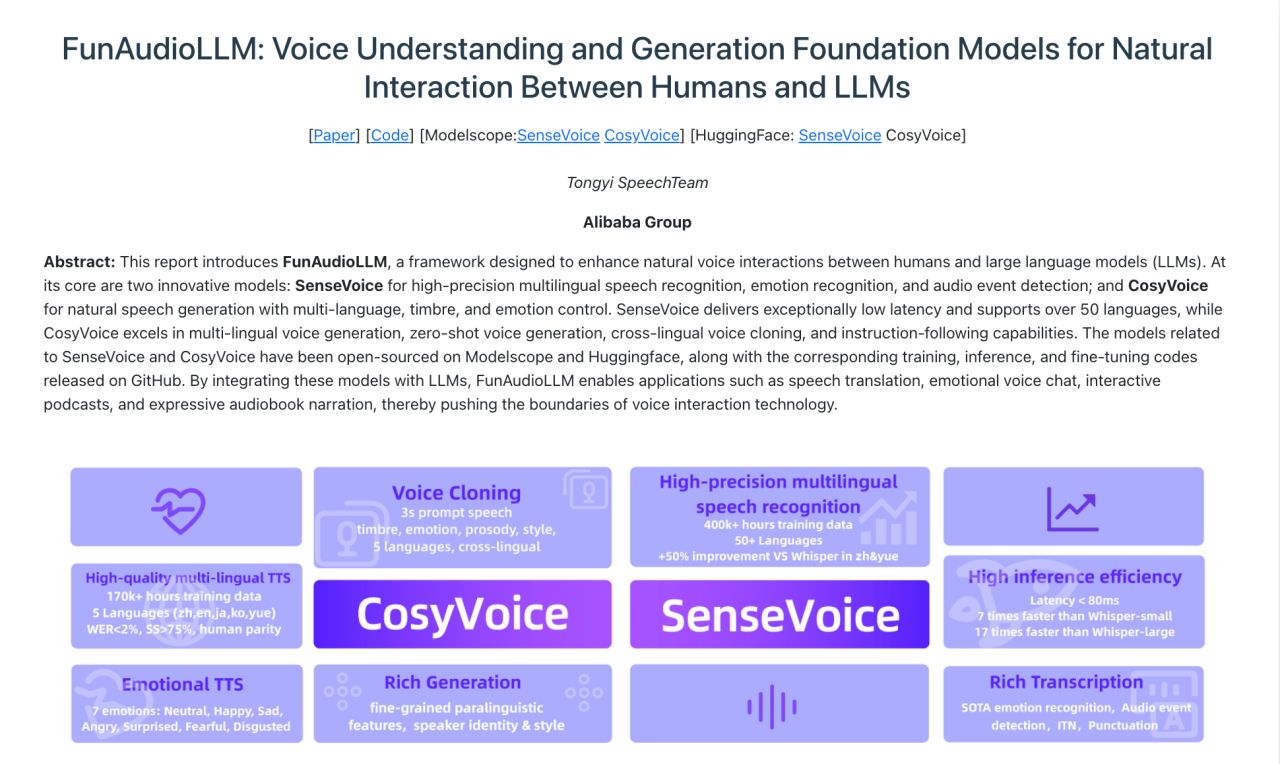 FunAudioLLM: Voice Understanding and Generation Foundation Models for Natural
Interaction Between Humans and LLMs
[Paper] [Code] [Modelscope:SenseVoice CosyVoice] [HuggingFace: SenseVoice CosyVoice]
Tongyi SpeechTeam
Alibaba Group
Abstract: This report introduces FunAudioLLM, a framework designed to enhance natural voice interactions between humans and large language models (LLMs). At
its core are two innovative models: SenseVoice for high-precision multilingual speech recognition, emotion recognition, and audio event detection; and CosyVoice
for natural speech generation with multi-language, timbre, and emotion control. SenseVoice delivers exceptionally low latency and supports over 50 languages, while
CosyVoice excels in multi-lingual voice generation, zero-shot voice generation, cross-lingual voice cloning, and instruction-following capabilities. The models related
to SenseVoice and CosyVoice have been open-sourced on Modelscope and Huggingface, along with the corresponding training, inference, and fine-tuning codes
released on GitHub. By integrating these models with LLMs, FunAudioLLM enables applications such as speech translation, emotional voice chat, interactive
podcasts, and expressive audiobook narration, thereby pushing the boundaries of voice interaction technology.
Voice Cloning
3s prompt speech
timbre, emotion, prosody, style,
5 languages, cross-lingual
High-precision multilingual
speech recognition
400k+ hours training data
50+ Languages
+50% improvement VS Whisper in zh&yue
High-quality multi-lingual TTS
170k+ hours training data
5 Languages (zh,en,ja,ko,yue)
WER<2%, SS>75%, human parity
CosyVoice
SenseVoice
High inference efficiency
Latency < 80ms
7 times faster than Whisper-small
17 times faster than Whisper-large
Emotional TTS
7 emotions: Neutral, Happy, Sad,
Angry, Surprised, Fearful, Disgusted
Rich Generation
fine-grained paralinguistic
features, speaker identity & style
Rich Transcription
SOTA emotion recognition, Audio event
detection, ITN, Punctuation
A